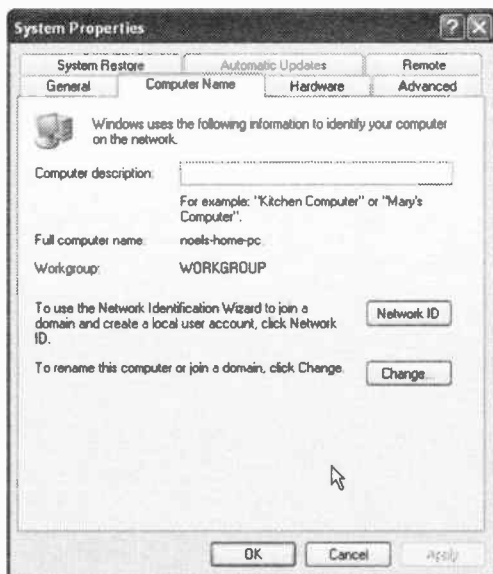 System Properties
System Restore
Automatic Updates
Remote
General
Computer Name
Hardware
Advanced
Windows uses the following information to identify your computer
on the network.
Computer description:
For example: "Kitchen Computer" or "Mary's
Computer".
Full computer name: noels-home-pc.
Workgroup: WORKGROUP
To use the Network Identification Wizard to join a
domain and create a local user account, click Network
ID.
Network ID
To rename this computer or join a domain, click Change.
Change...
OK
Cancel
Apply